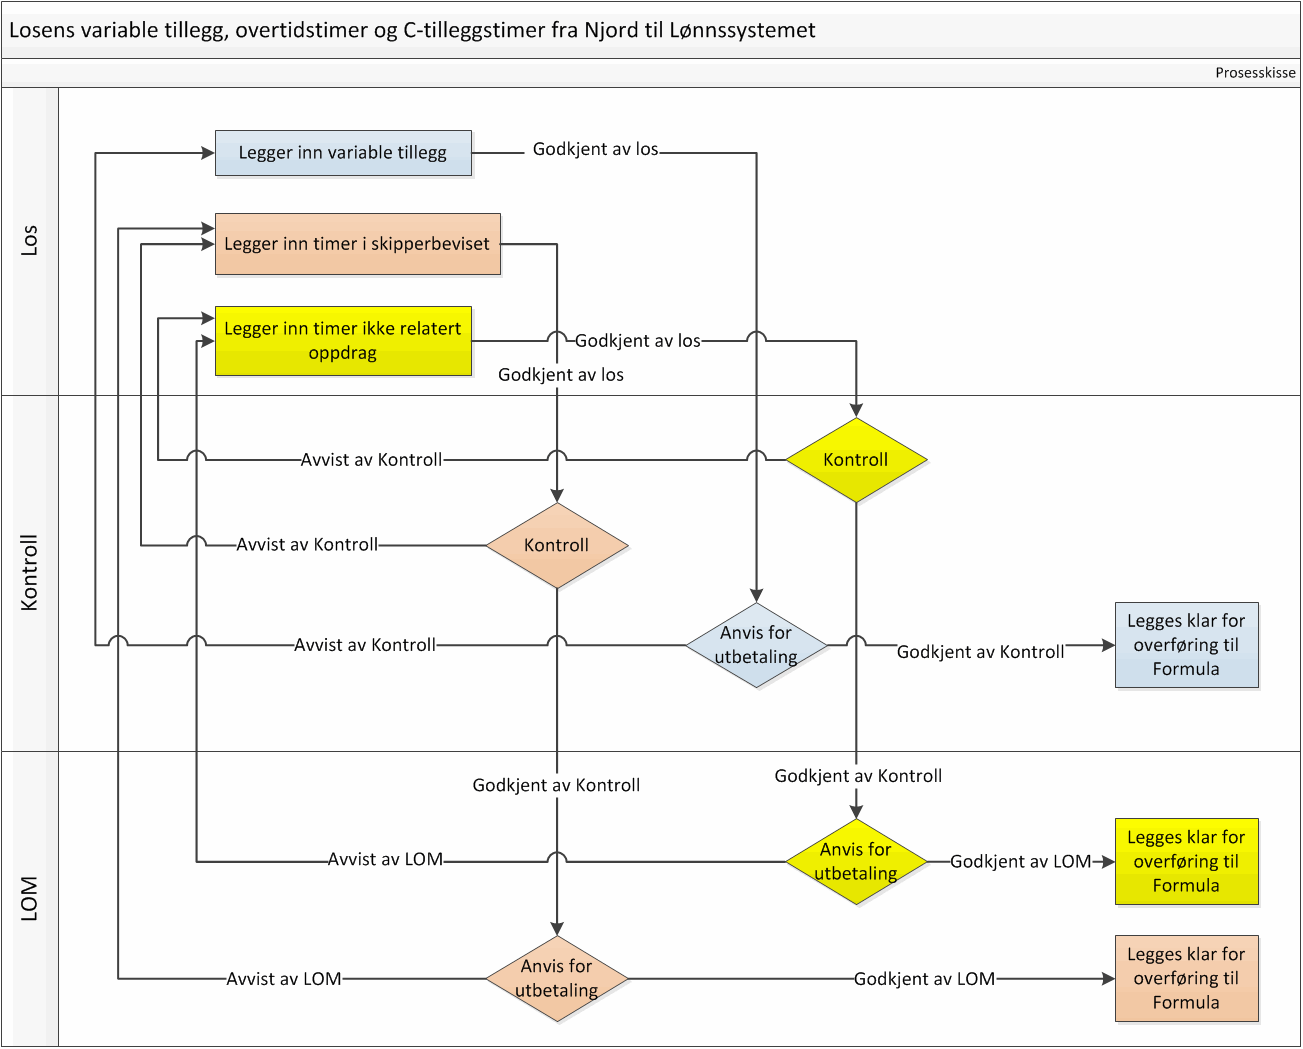 Losens variable tillegg, overtidstimer og C-tilleggstimer fra Njord til Lønnssystemet
Prosesskisse
Los
Legger inn variable tillegg
Godkjent av los
Legger inn timer i skipperbeviset
Legger inn timer ikke relatert
oppdrag
Godkjent av los
Godkjent av los
Kontroll
Avvist av Kontroll
Kontroll
Avvist av Kontroll
Kontroll
Avvist av Kontroll
Anvis for
utbetaling
Godkjent av Kontroll
Legges klar for
overføring til
Formula
LOM
Godkjent av Kontroll
Godkjent av Kontroll
Avvist av LOM
Anvis for
utbetaling
Godkjent av LOM
Legges klar for
overføring til
Formula
Avvist av LOM
Anvis for
utbetaling
Godkjent av LOM
Legges klar for
overføring til
Formula